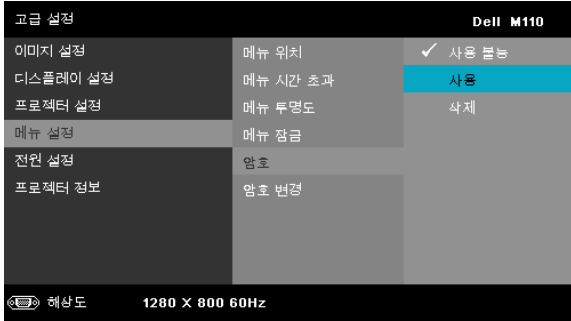 고급 설정
Dell M110
이미지 설정
디스플레이 설정
프로젝터 설정
메뉴 설정
전원 설정
프로젝터 정보
메뉴 위치
메뉴 시간 초과
메뉴 투명도
메뉴 잠금
암호
암호 변경
사용 불능
사용
삭제
해상도
1280 X 800 60Hz